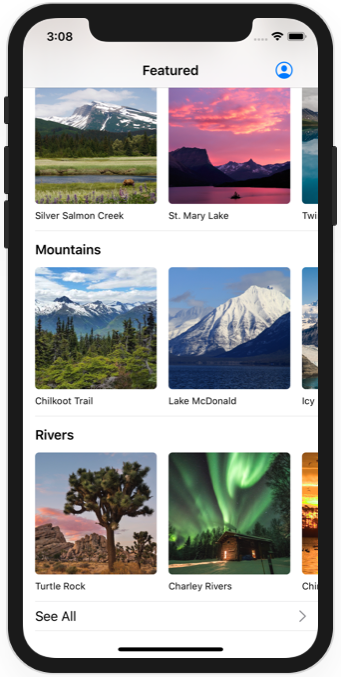 3:08
Featured
Silver Salmon Creek
St. Mary Lake
Twi
Mountains
Chilkoot Trail
Lake McDonald
Icy
Rivers
Turtle Rock
Charley Rivers
Chi
See All